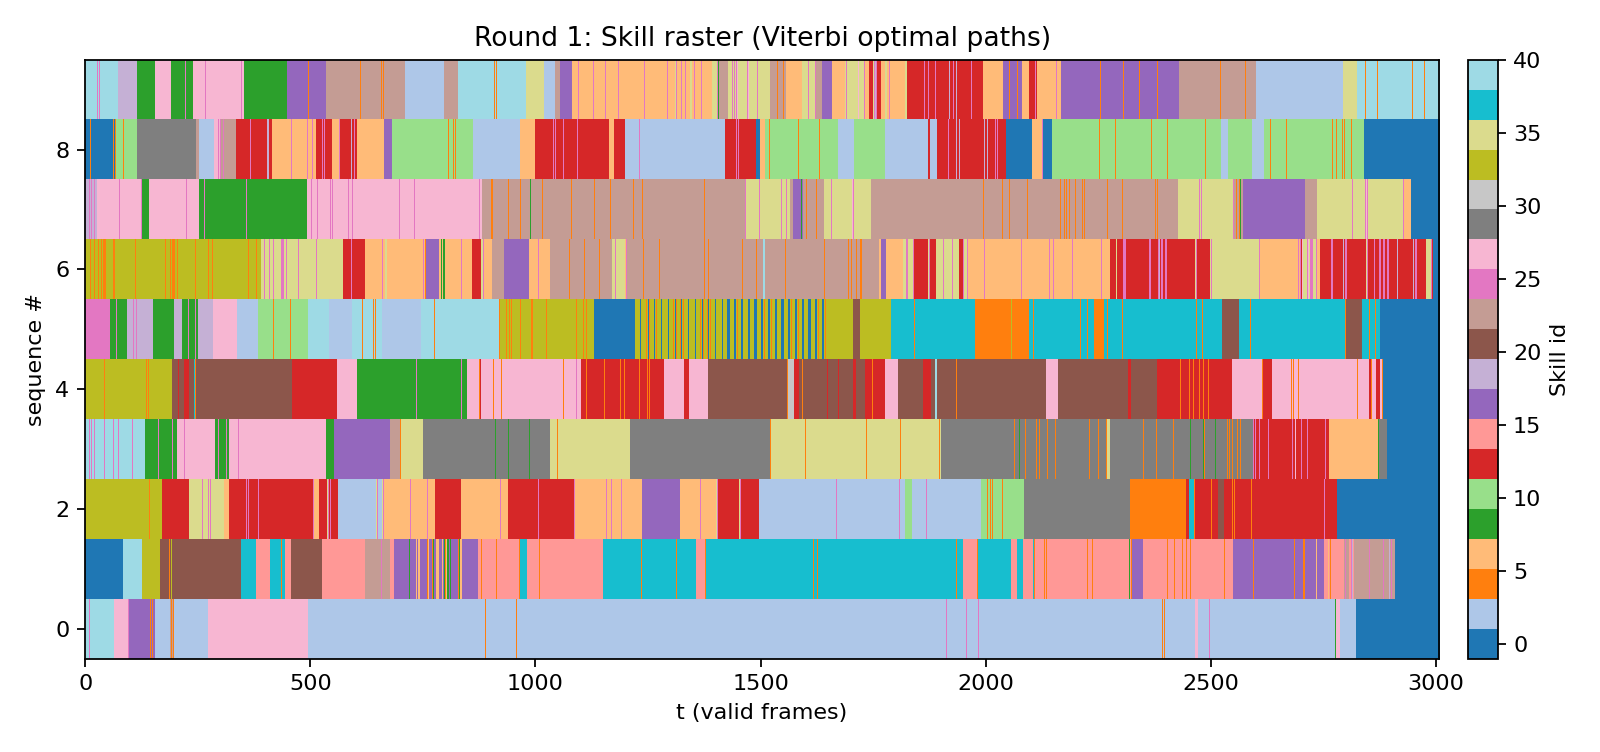 Round 1: Skill raster (Viterbi optimal paths)
sequence #
8
6
4
2
0
0 500 1000 1500 2000 2500 3000
t (valid frames)
40
35
30
25
20
15
10
5
0
Skill id